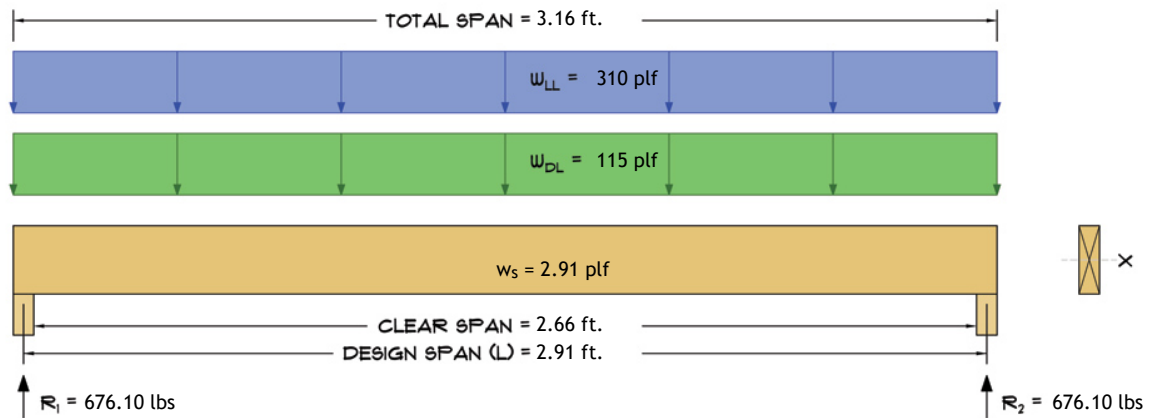 TOTAL SPAN = 3.16 ft.
WLL = 310 plf
WDL = 115 plf
ws = 2.91 plf
X
CLEAR SPAN = 2.66 ft.
DESIGN SPAN (L) = 2.91 ft.
R1 = 676.10 lbs
R2 = 676.10 lbs